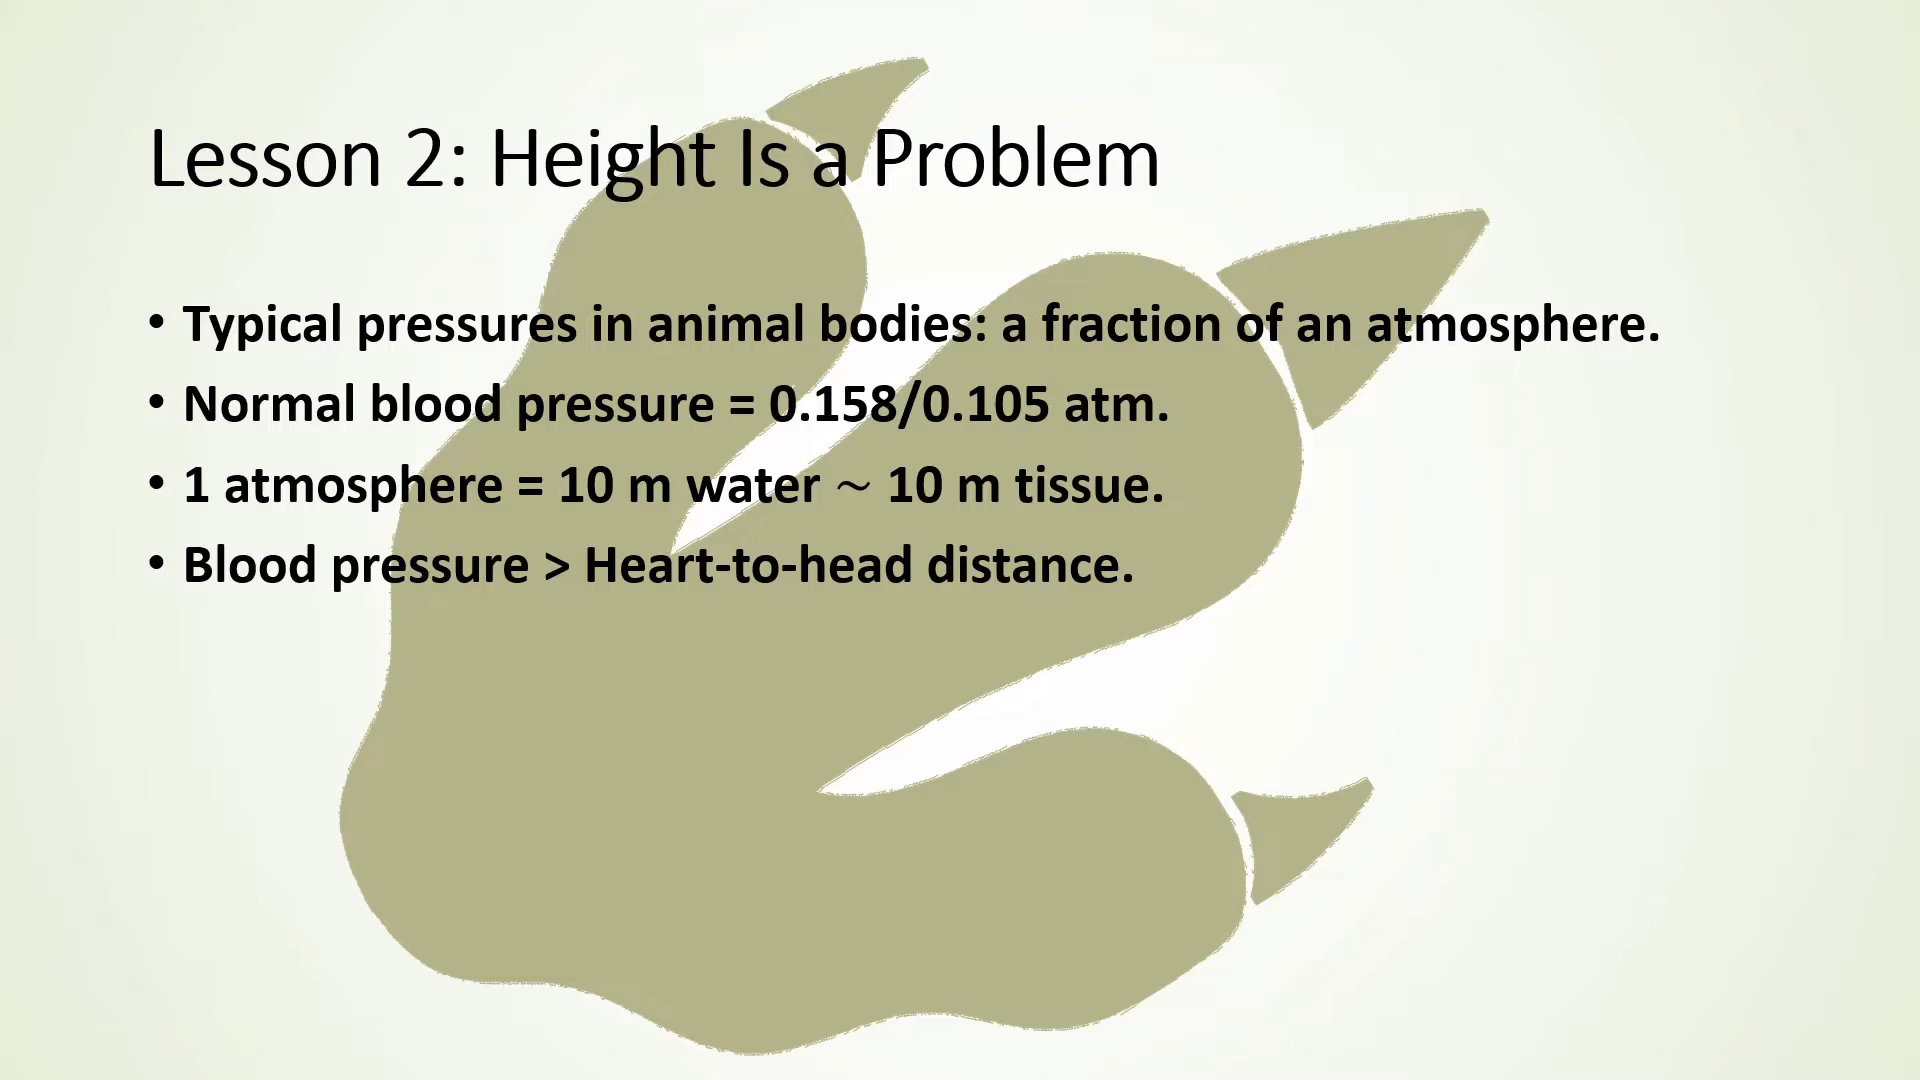 Lesson 2: Height Is a Problem
• Typical pressures in animal bodies: a fraction of an atmosphere.
• Normal blood pressure = 0.158/0.105 atm.
• 1 atmosphere = 10 m water ~ 10 m tissue.
• Blood pressure > Heart-to-head distance.